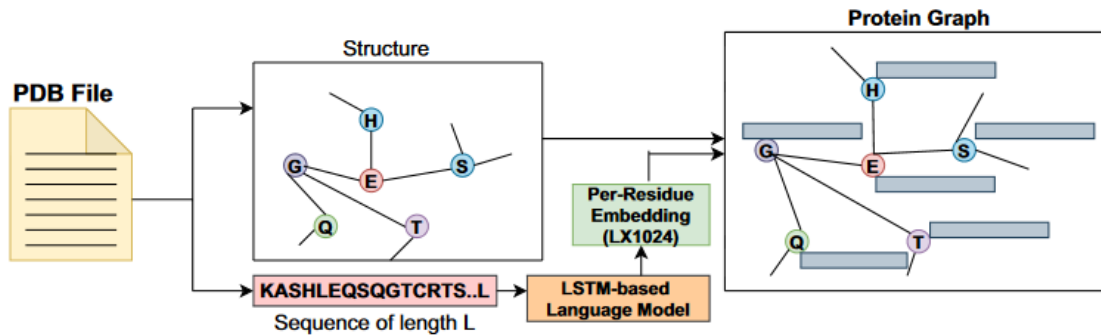 PDB File
Structure
H
G
E
S
Q
T
KASHLEQSQGTCRTS..L
Sequence of length L
LSTM-based
Language Model
Per-Residue
Embedding
(LX1024)
Protein Graph
H
G
E
S
Q
T